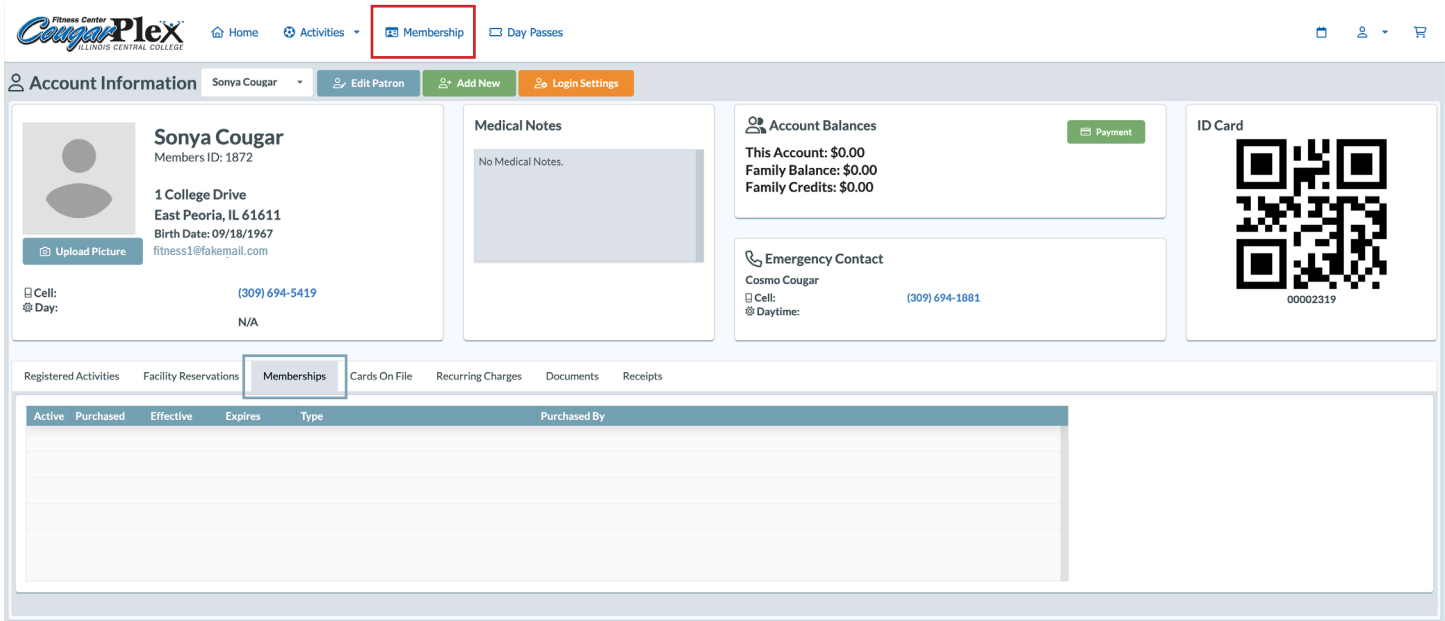 Fitness Center
CougarPlex
ILLINOIS CENTRAL COLLEGE
Home
Activities
Membership
Day Passes
Account Information
Sonya Cougar
Edit Patron
Add New
Login Settings
Sonya Cougar
Members ID: 1872
1 College Drive
East Peoria, IL 61611
Birth Date: 09/18/1967
fitness1@fakemail.com
Upload Picture
Cell: (309) 694-5419
Day:
N/A
Medical Notes
No Medical Notes.
Account Balances
Payment
This Account: $0.00
Family Balance: $0.00
Family Credits: $0.00
Emergency Contact
Cosmo Cougar
Cell: (309) 694-1881
Daytime:
ID Card
00002319
Registered Activities Facility Reservations Memberships Cards On File Recurring Charges Documents Receipts
Active Purchased Effective Expires Type Purchased By